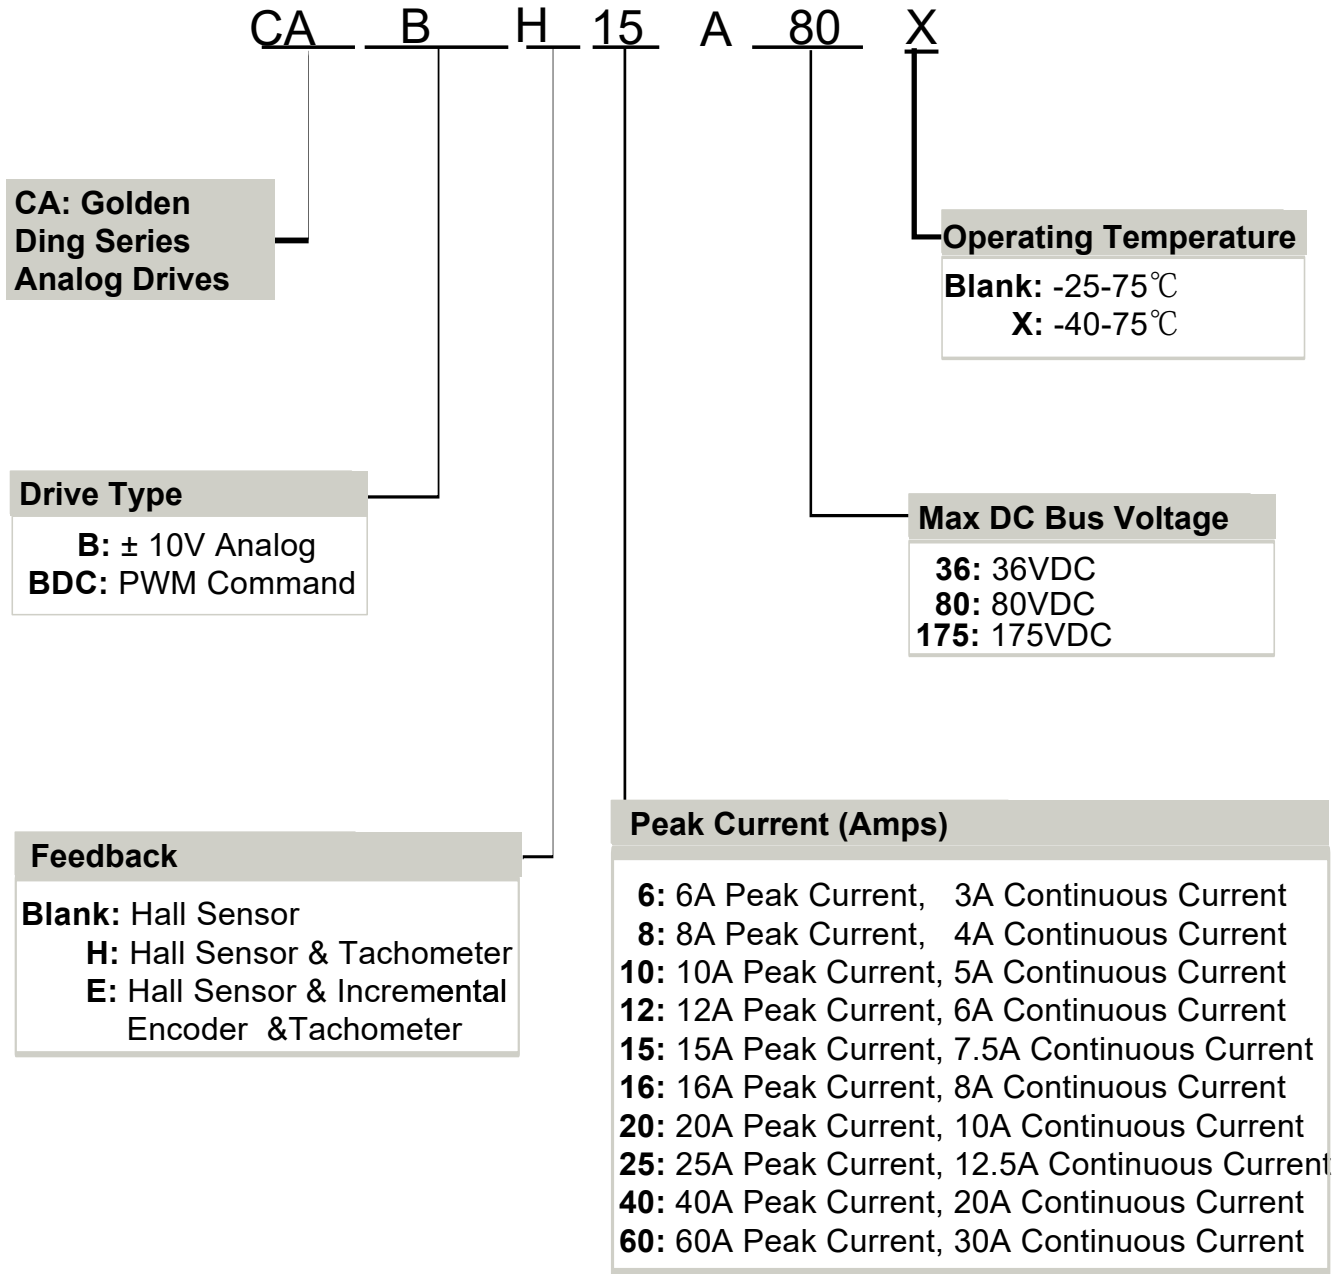 CA B H 15 A 80 X
CA: Golden
Ding Series
Analog Drives
Operating Temperature
Blank: -25-75℃
X: -40-75℃
Drive Type
B: ± 10V Analog
BDC: PWM Command
Max DC Bus Voltage
36: 36VDC
80: 80VDC
175: 175VDC
Feedback
Blank: Hall Sensor
H: Hall Sensor & Tachometer
E: Hall Sensor & Incremental
Encoder &Tachometer
Peak Current (Amps)
6: 6A Peak Current, 3A Continuous Current
8: 8A Peak Current, 4A Continuous Current
10: 10A Peak Current, 5A Continuous Current
12: 12A Peak Current, 6A Continuous Current
15: 15A Peak Current, 7.5A Continuous Current
16: 16A Peak Current, 8A Continuous Current
20: 20A Peak Current, 10A Continuous Current
25: 25A Peak Current, 12.5A Continuous Current
40: 40A Peak Current, 20A Continuous Current
60: 60A Peak Current, 30A Continuous Current